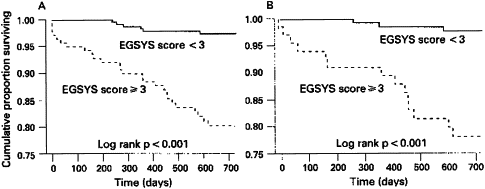 A
B
Cumulative proportion surviving
1.00
0.95
0.90
0.85
0.80
0.75
EGSYS score < 3
EGSYS score ≥ 3
Log rank p < 0.001
0 100 200 300 400 500 600 700
Time (days)
1.00
0.95
0.90
0.85
0.80
0.75
EGSYS score < 3
EGSYS score ≥ 3
Log rank p < 0.001
0 100 200 300 400 500 600 700
Time (days)